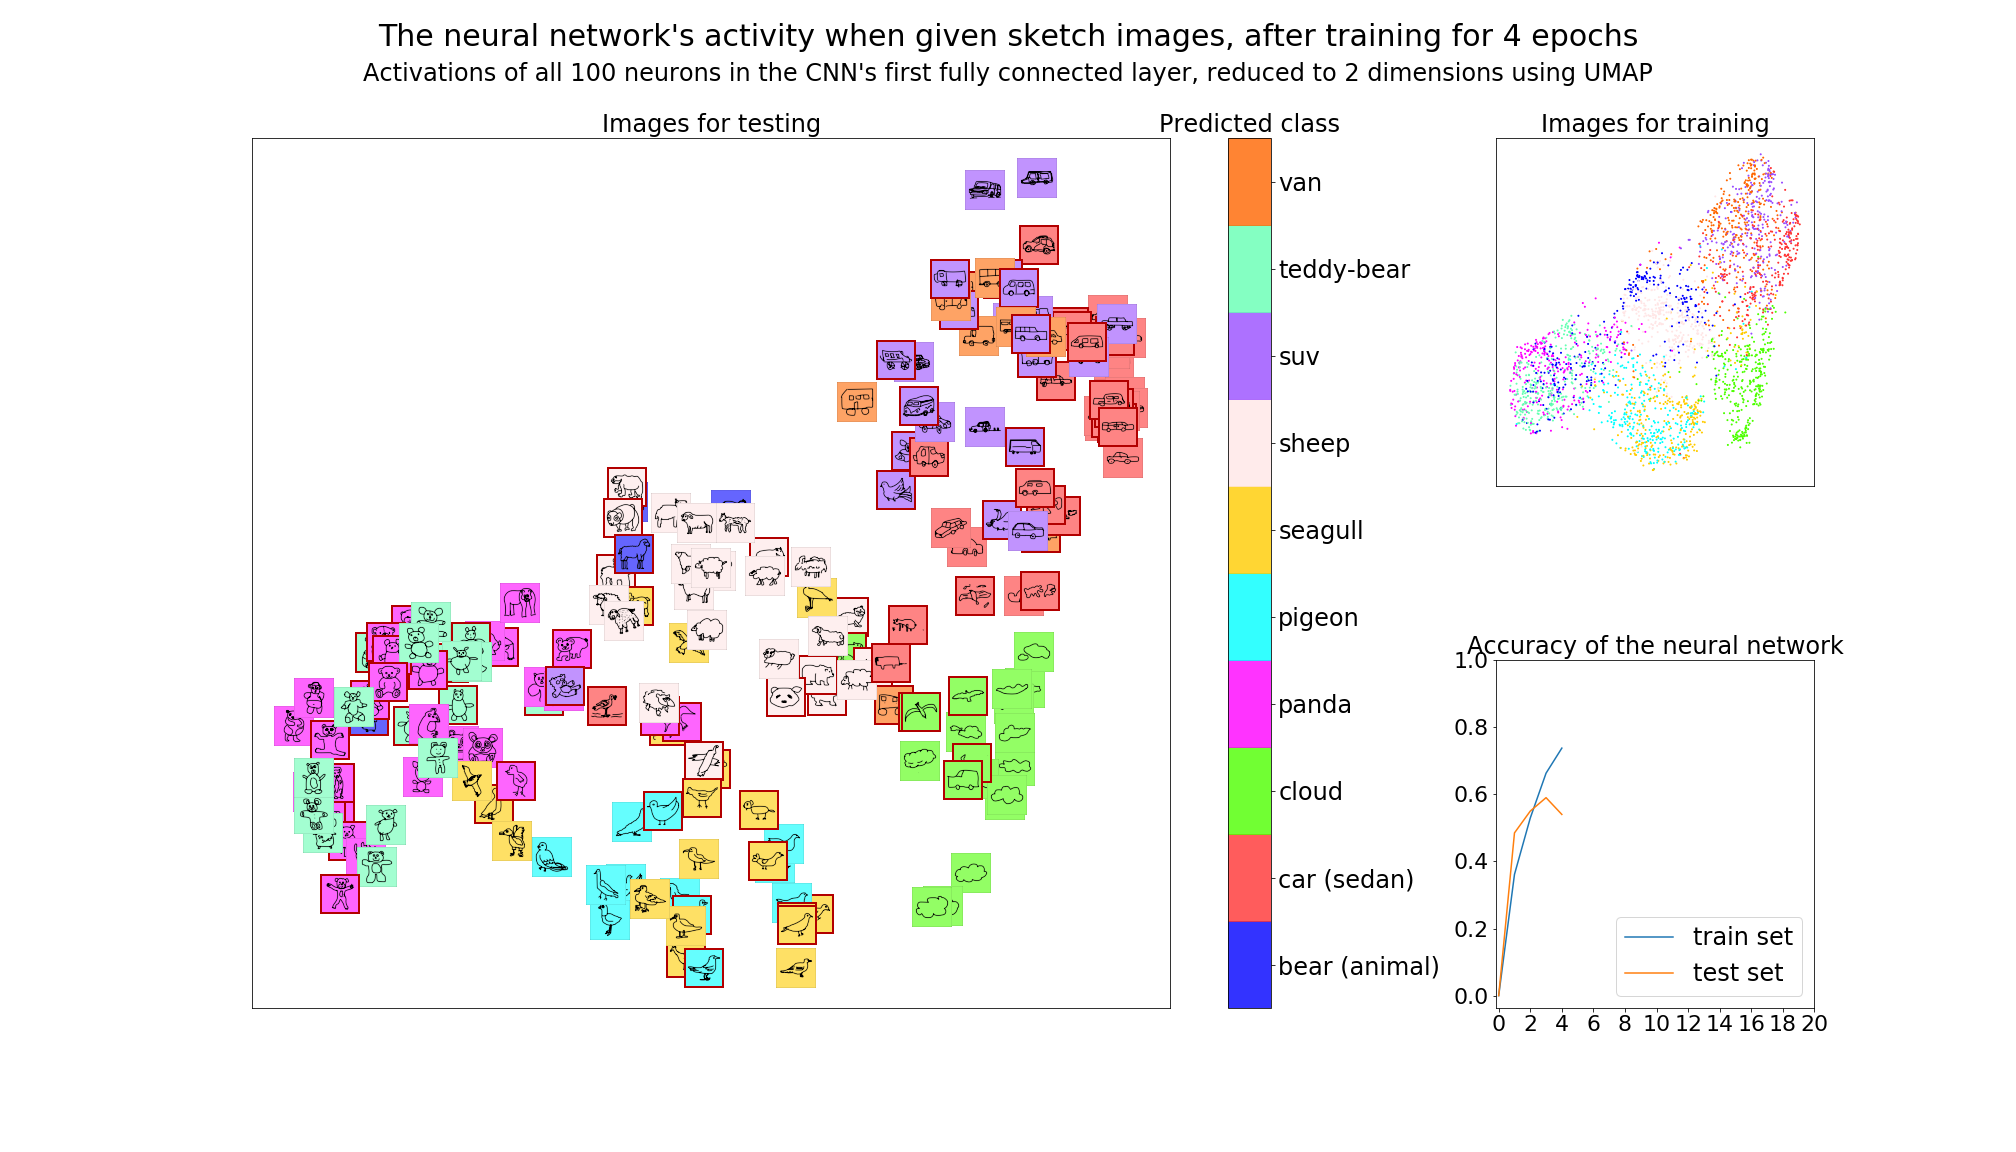 The neural network's activity when given sketch images, after training for 4 epochs
Activations of all 100 neurons in the CNN's first fully connected layer, reduced to 2 dimensions using UMAP
Images for testing
Predicted class
van
teddy-bear
suv
sheep
seagull
pigeon
panda
cloud
car (sedan)
bear (animal)
Images for training
Accuracy of the neural network
1.0
0.8
0.6
0.4
0.2
0.0
train set
test set
0 2 4 6 8 10 12 14 16 18 20